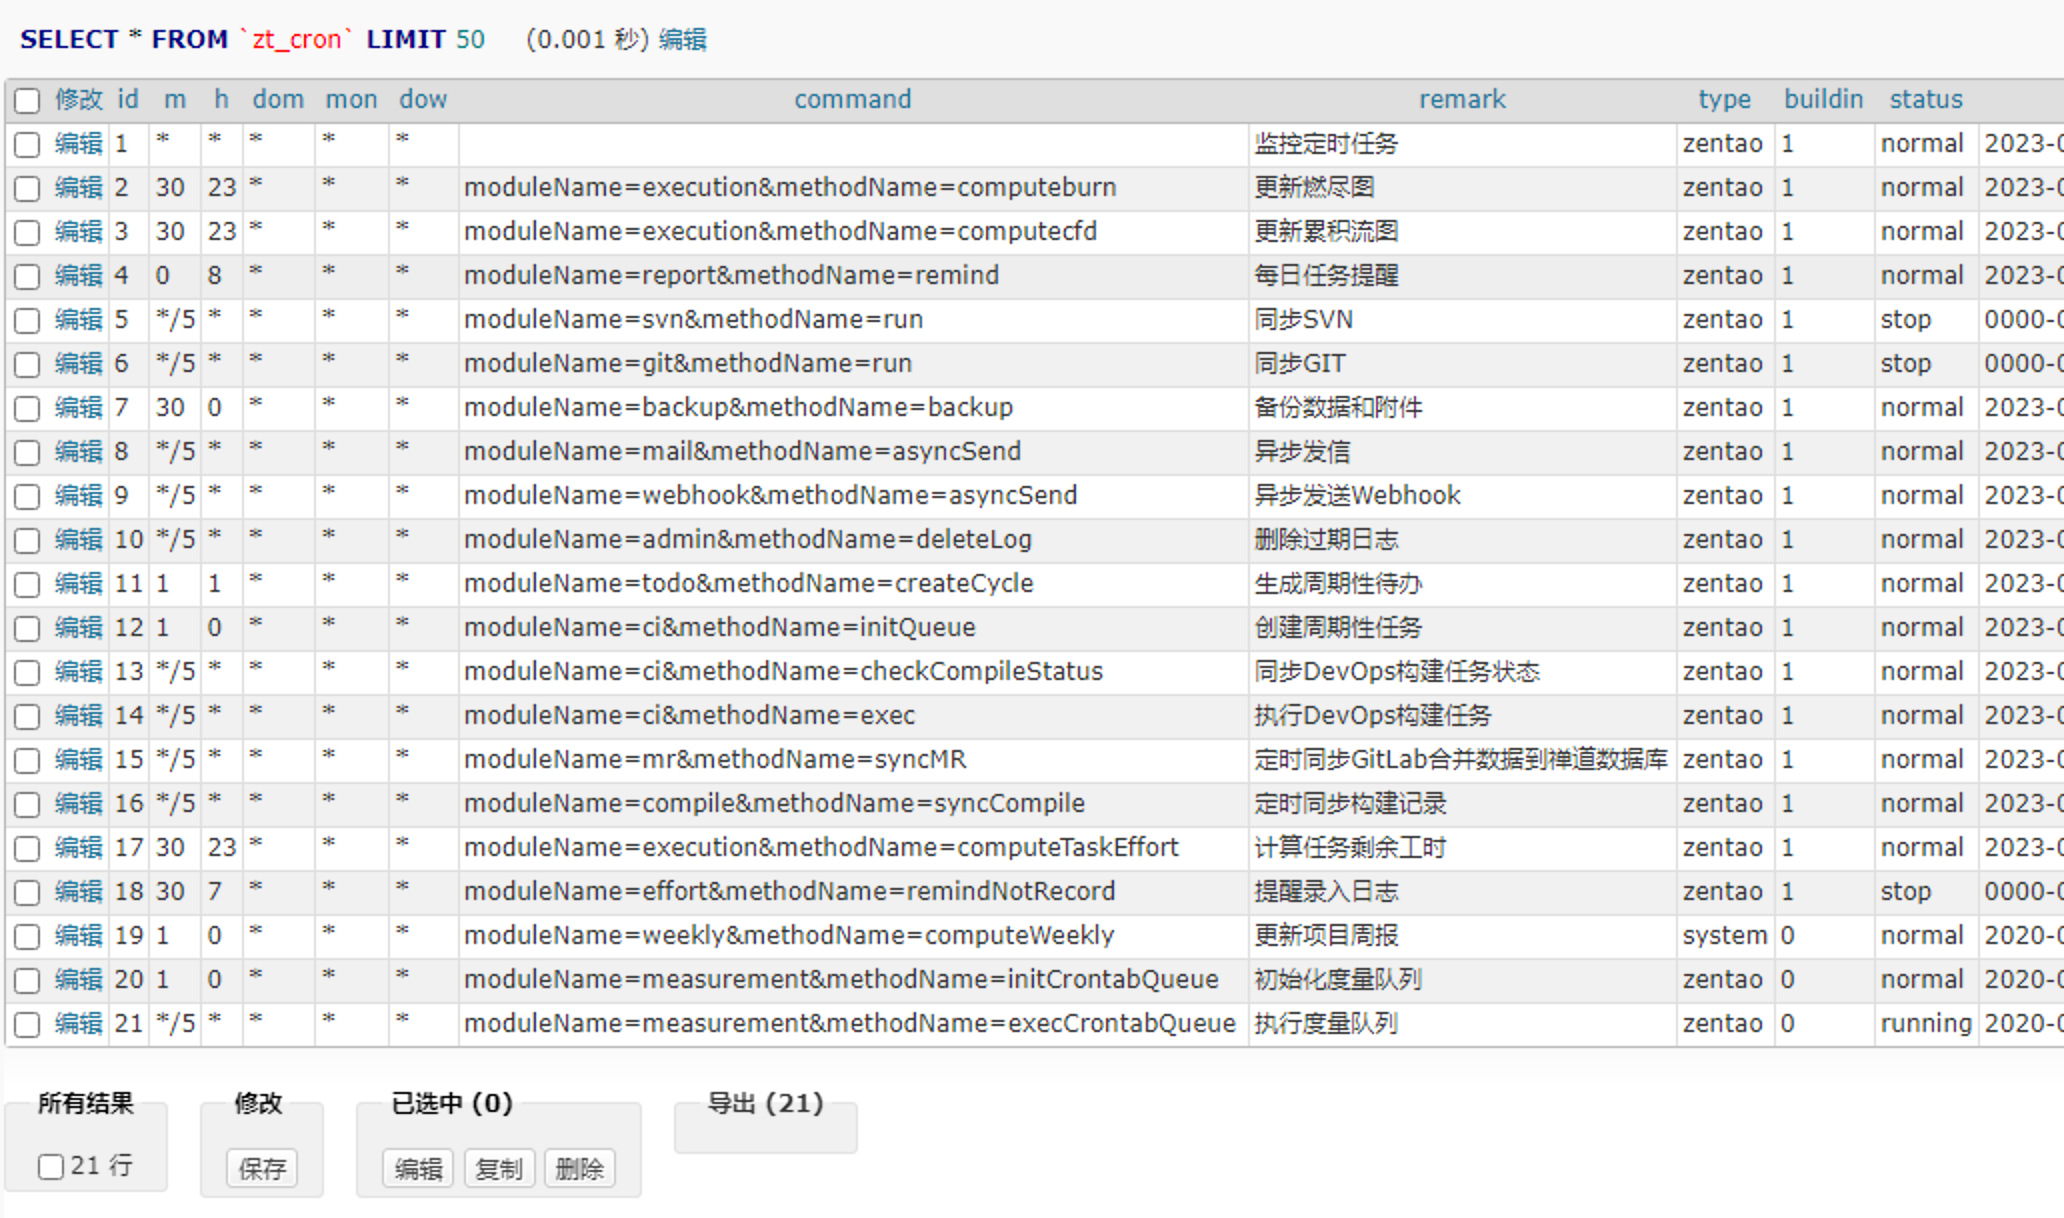 SELECT * FROM `zt_cron` LIMIT 50 (0.001 秒) 编辑
修改 id m h dom mon dow command remark type buildin status
编辑 1 * * * * * 监控定时任务 zentao 1 normal 2023-0
编辑 2 30 23 * * * moduleName=execution&methodName=computeburn 更新燃尽图 zentao 1 normal 2023-0
编辑 3 30 23 * * * moduleName=execution&methodName=computecfd 更新累积流图 zentao 1 normal 2023-0
编辑 4 0 8 * * * moduleName=report&methodName=remind 每日任务提醒 zentao 1 normal 2023-0
编辑 5 */5 * * * * moduleName=svn&methodName=run 同步SVN zentao 1 stop 0000-0
编辑 6 */5 * * * * moduleName=git&methodName=run 同步GIT zentao 1 stop 0000-0
编辑 7 30 0 * * * moduleName=backup&methodName=backup 备份数据和附件 zentao 1 normal 2023-0
编辑 8 */5 * * * * moduleName=mail&methodName=asyncSend 异步发信 zentao 1 normal 2023-0
编辑 9 */5 * * * * moduleName=webhook&methodName=asyncSend 异步发送Webhook zentao 1 normal 2023-0
编辑 10 */5 * * * * moduleName=admin&methodName=deleteLog 删除过期日志 zentao 1 normal 2023-0
编辑 11 1 1 * * * moduleName=todo&methodName=createCycle 生成周期性待办 zentao 1 normal 2023-0
编辑 12 1 0 * * * moduleName=ci&methodName=initQueue 创建周期性任务 zentao 1 normal 2023-0
编辑 13 */5 * * * * moduleName=ci&methodName=checkCompileStatus 同步DevOps构建任务状态 zentao 1 normal 2023-0
编辑 14 */5 * * * * moduleName=ci&methodName=exec 执行DevOps构建任务 zentao 1 normal 2023-0
编辑 15 */5 * * * * moduleName=mr&methodName=syncMR 定时同步GitLab合并数据到禅道数据库 zentao 1 normal 2023-0
编辑 16 */5 * * * * moduleName=compile&methodName=syncCompile 定时同步构建记录 zentao 1 normal 2023-0
编辑 17 30 23 * * * moduleName=execution&methodName=computeTaskEffort 计算任务剩余工时 zentao 1 normal 2023-0
编辑 18 30 7 * * * moduleName=effort&methodName=remindNotRecord 提醒录入日志 zentao 1 stop 0000-0
编辑 19 1 0 * * * moduleName=weekly&methodName=computeWeekly 更新项目周报 system 0 normal 2020-0
编辑 20 1 0 * * * moduleName=measurement&methodName=initCrontabQueue 初始化度量队列 zentao 0 normal 2020-0
编辑 21 */5 * * * * moduleName=measurement&methodName=execCrontabQueue 执行度量队列 zentao 0 running 2020-0
所有结果 修改 已选中 (0) 导出 (21)
21 行 保存 编辑 复制 删除